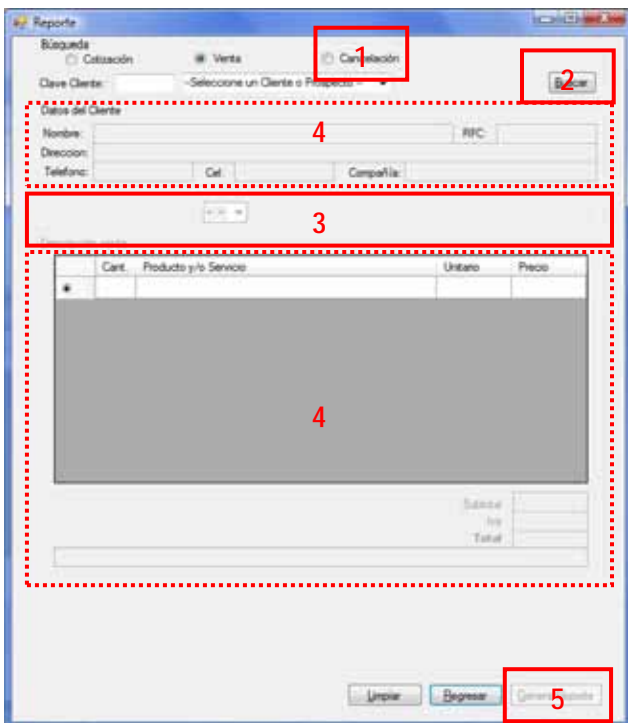 Reporte
Búsqueda
Cotización Venta Cancelación
1
Clave Cliente: --Seleccione un Cliente o Prospecto -- Buscar
2
Datos del Cliente
Nombre: RFC:
4
Direccion:
Telefono: Cel. Compañía:
3
Cant. Producto y/o Servicio Unitario Precio
4
Subtotal
Iva
Total
Limpiar Regresar
5